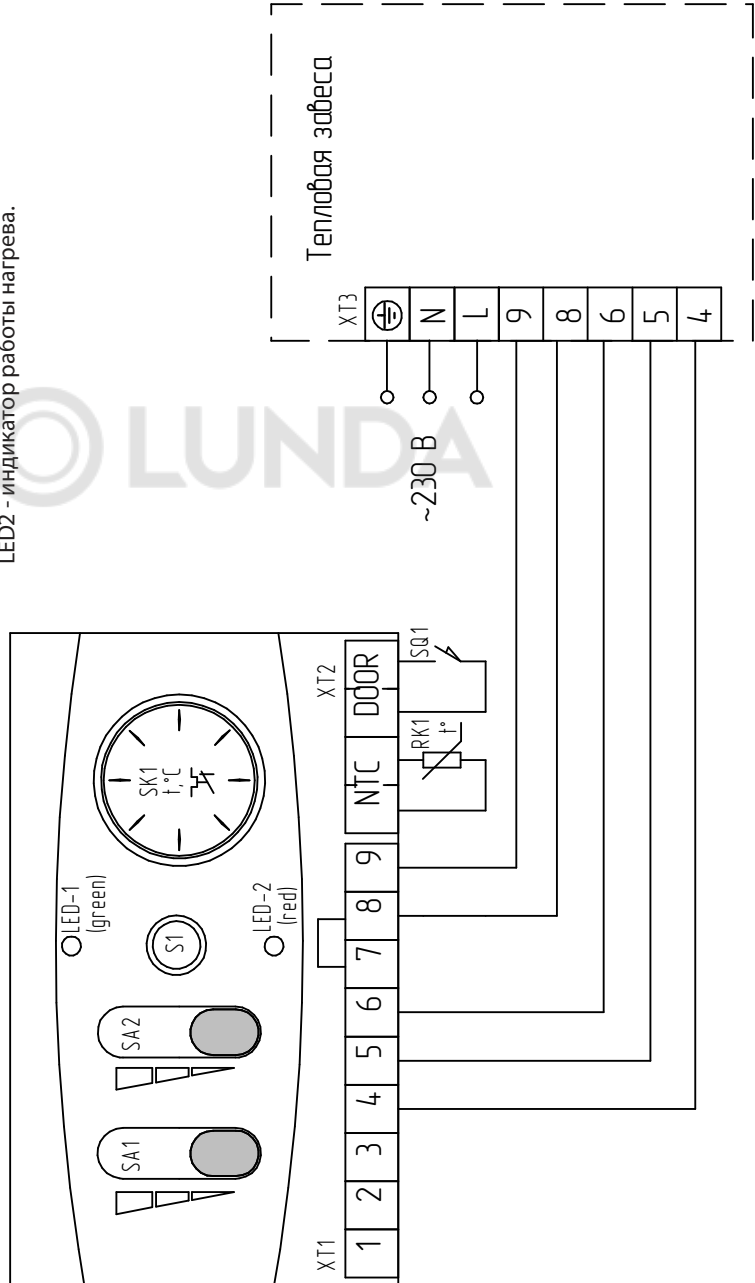 LED2 - индикатор работы нагрева.
LUNDA
Тепловая завеса
XT3
N
L
9
8
6
5
4
~230 В
SA1
SA2
LED-1
(green)
S1
LED-2
(red)
SK1
t,°C
XT1
1
2
3
4
5
6
7
8
9
NTC
XT2
DOOR
RK1
t°
SQ1